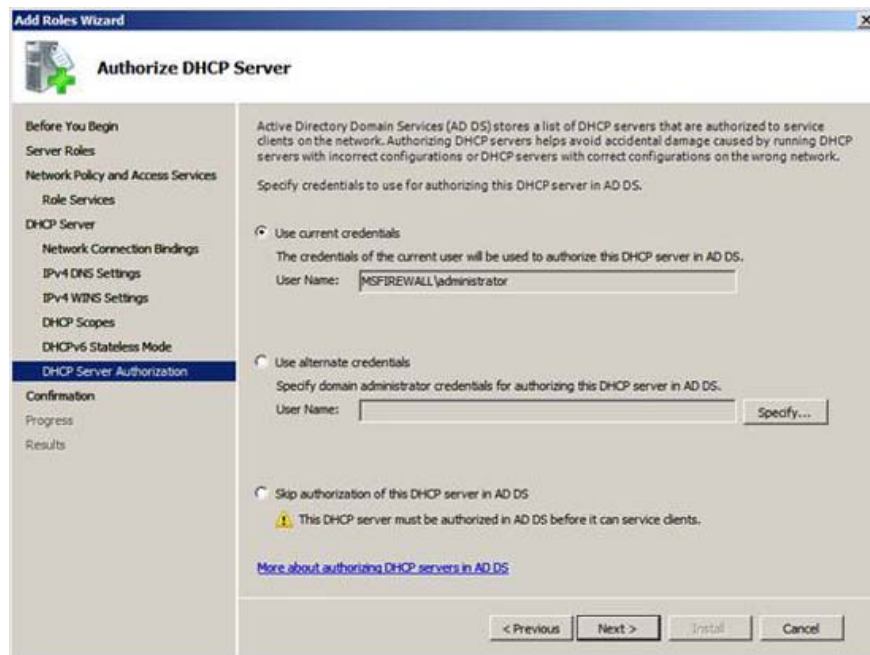 Add Roles Wizard
Authorize DHCP Server
Before You Begin
Server Roles
Network Policy and Access Services
Role Services
DHCP Server
Network Connection Bindings
IPv4 DNS Settings
IPv4 WINS Settings
DHCP Scopes
DHCPv6 Stateless Mode
DHCP Server Authorization
Confirmation
Progress
Results
Active Directory Domain Services (AD DS) stores a list of DHCP servers that are authorized to service
clients on the network. Authorizing DHCP servers helps avoid accidental damage caused by running DHCP
servers with incorrect configurations or DHCP servers with correct configurations on the wrong network.
Specify credentials to use for authorizing this DHCP server in AD DS.
Use current credentials
The credentials of the current user will be used to authorize this DHCP server in AD DS.
User Name: MSFIREWALL\administrator
Use alternate credentials
Specify domain administrator credentials for authorizing this DHCP server in AD DS.
User Name: Specify...
Skip authorization of this DHCP server in AD DS
This DHCP server must be authorized in AD DS before it can service clients.
More about authorizing DHCP servers in AD DS
< Previous Next > Install Cancel